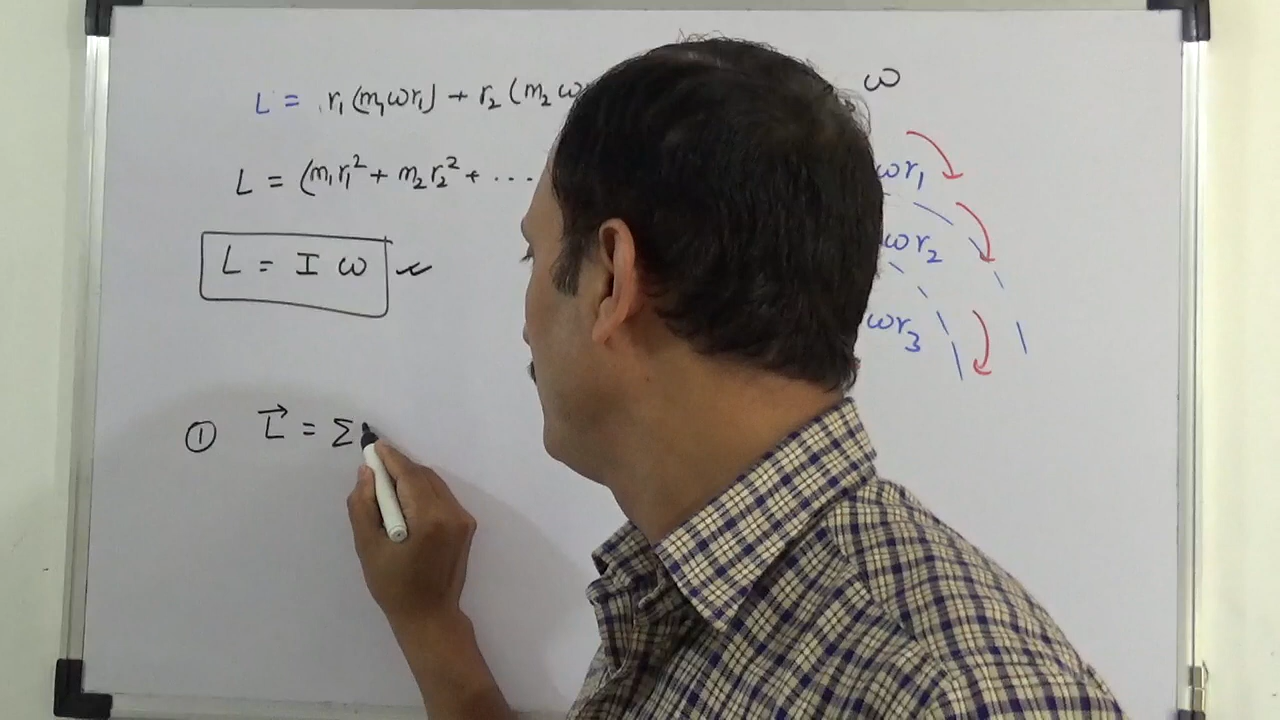 L = r₁(m₁ωr₁) + r₂(m₂ω
ω
L = (m₁r₁² + m₂r₂² + ...
ωr₁
ωr₂
L = I ω
ωr₃
① L⃗ = Σ